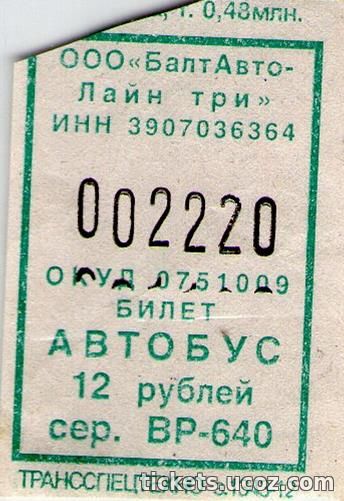 т. 0,48млн.
ООО «БалтАвто-
Лайн три»
ИНН 3907036364
002220
ОКУД 0751009
БИЛЕТ
АВТОБУС
12 рублей
сер. ВР-640
tickets.ucoz.com